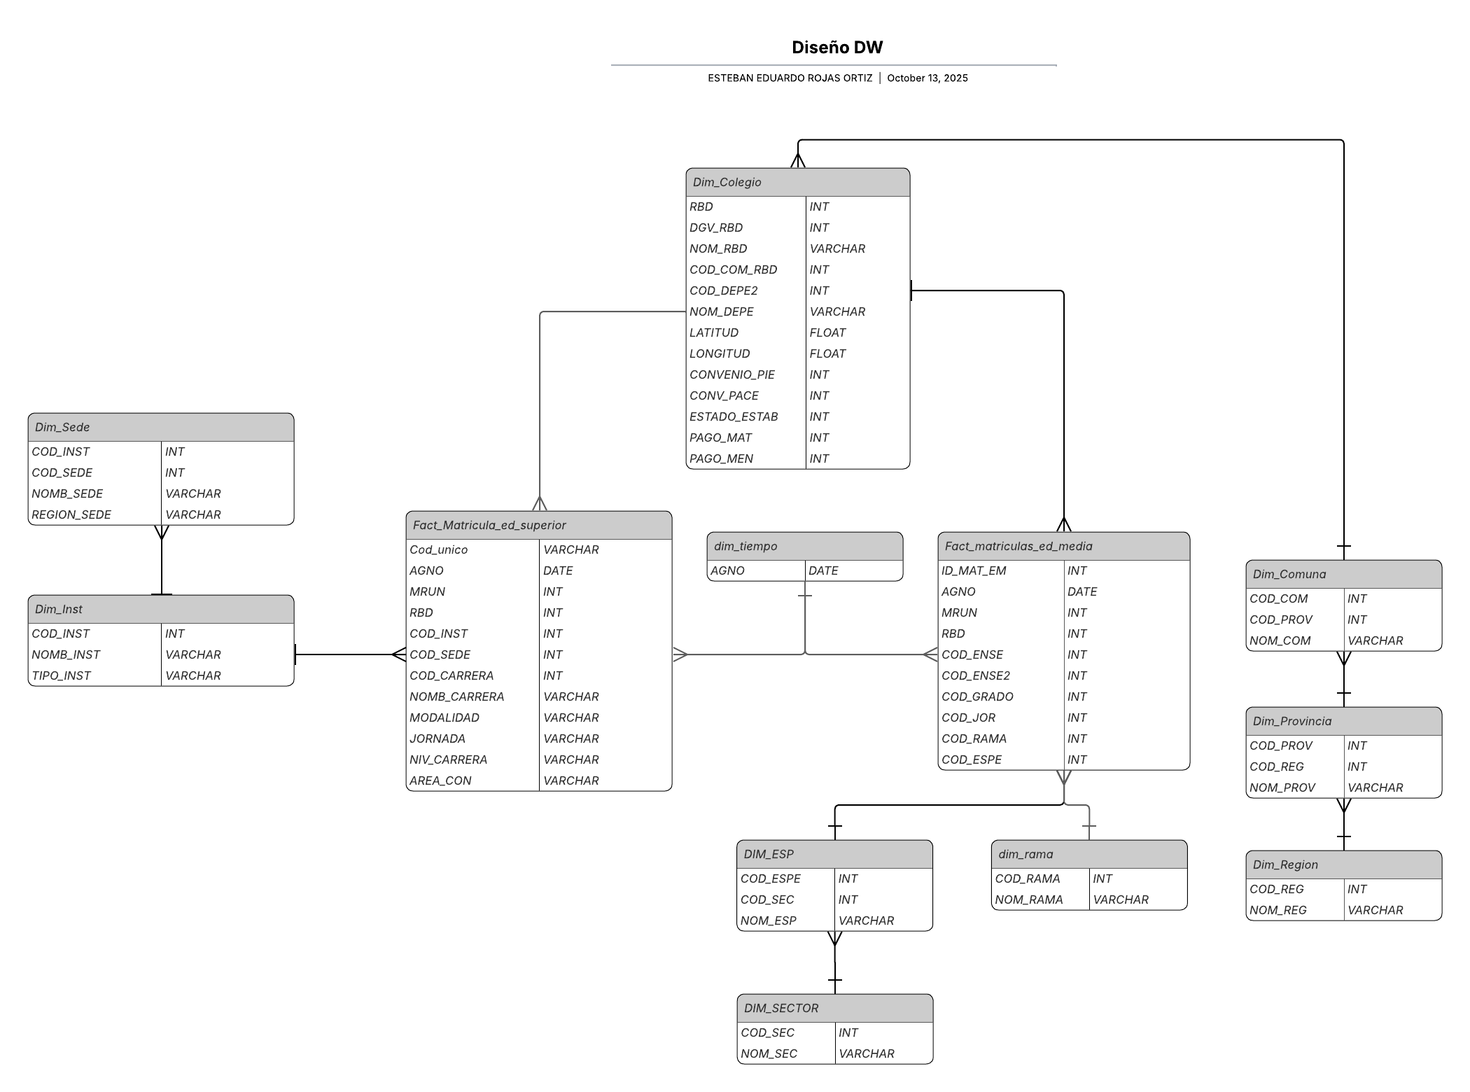 Diseño DW
ESTEBAN EDUARDO ROJAS ORTIZ | October 13, 2025
Dim_Colegio
RBD INT
DGV_RBD INT
NOM_RBD VARCHAR
COD_COM_RBD INT
COD_DEPE2 INT
NOM_DEPE VARCHAR
LATITUD FLOAT
LONGITUD FLOAT
CONVENIO_PIE INT
CONV_PACE INT
ESTADO_ESTAB INT
PAGO_MAT INT
PAGO_MEN INT
Dim_Sede
COD_INST INT
COD_SEDE INT
NOMB_SEDE VARCHAR
REGION_SEDE VARCHAR
Dim_Inst
COD_INST INT
NOMB_INST VARCHAR
TIPO_INST VARCHAR
Fact_Matricula_ed_superior
Cod_unico VARCHAR
AGNO DATE
MRUN INT
RBD INT
COD_INST INT
COD_SEDE INT
COD_CARRERA INT
NOMB_CARRERA VARCHAR
MODALIDAD VARCHAR
JORNADA VARCHAR
NIV_CARRERA VARCHAR
AREA_CON VARCHAR
dim_tiempo
AGNO DATE
Fact_matriculas_ed_media
ID_MAT_EM INT
AGNO DATE
MRUN INT
RBD INT
COD_ENSE INT
COD_ENSE2 INT
COD_GRADO INT
COD_JOR INT
COD_RAMA INT
COD_ESPE INT
Dim_Comuna
COD_COM INT
COD_PROV INT
NOM_COM VARCHAR
Dim_Provincia
COD_PROV INT
COD_REG INT
NOM_PROV VARCHAR
Dim_Region
COD_REG INT
NOM_REG VARCHAR
DIM_ESP
COD_ESPE INT
COD_SEC INT
NOM_ESP VARCHAR
dim_rama
COD_RAMA INT
NOM_RAMA VARCHAR
DIM_SECTOR
COD_SEC INT
NOM_SEC VARCHAR